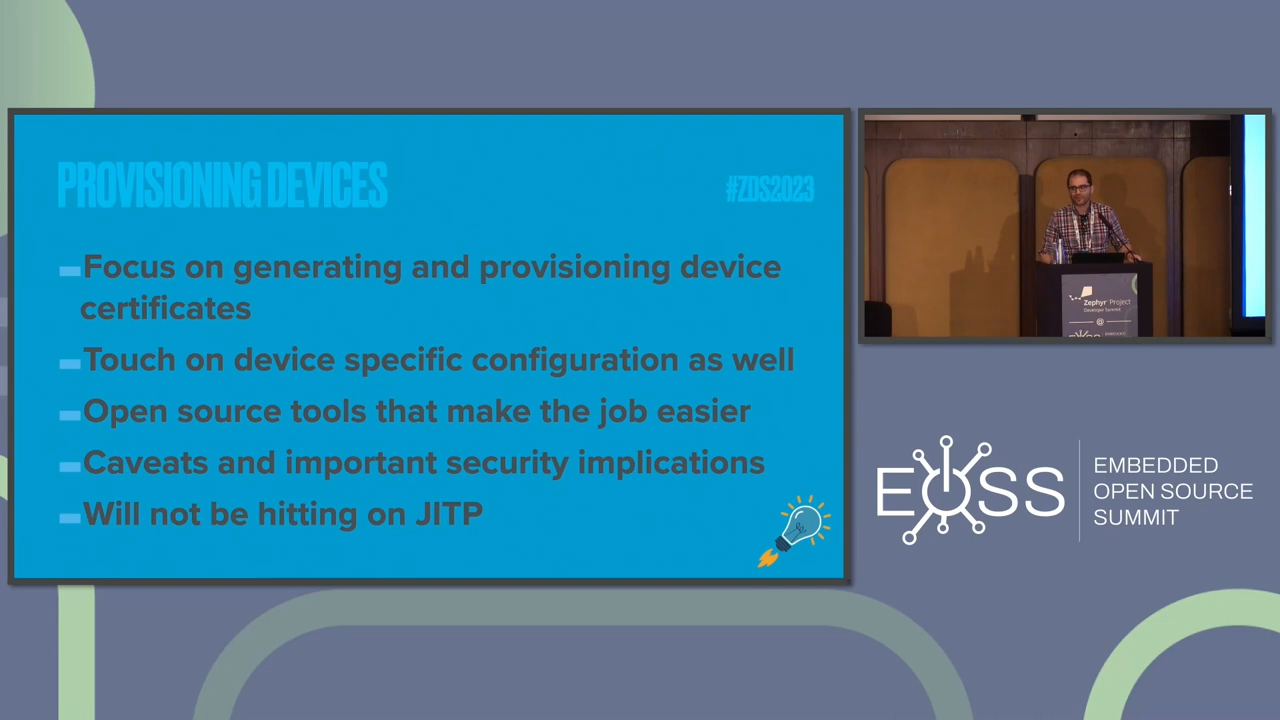 PROVISIONING DEVICES
#ZDS2023
Focus on generating and provisioning device
certificates
Touch on device specific configuration as well
Open source tools that make the job easier
Caveats and important security implications
Will not be hitting on JITP
Zephyr Project
Developer Summit
@
EOSS
EMBEDDED
OPEN SOURCE
SUMMIT